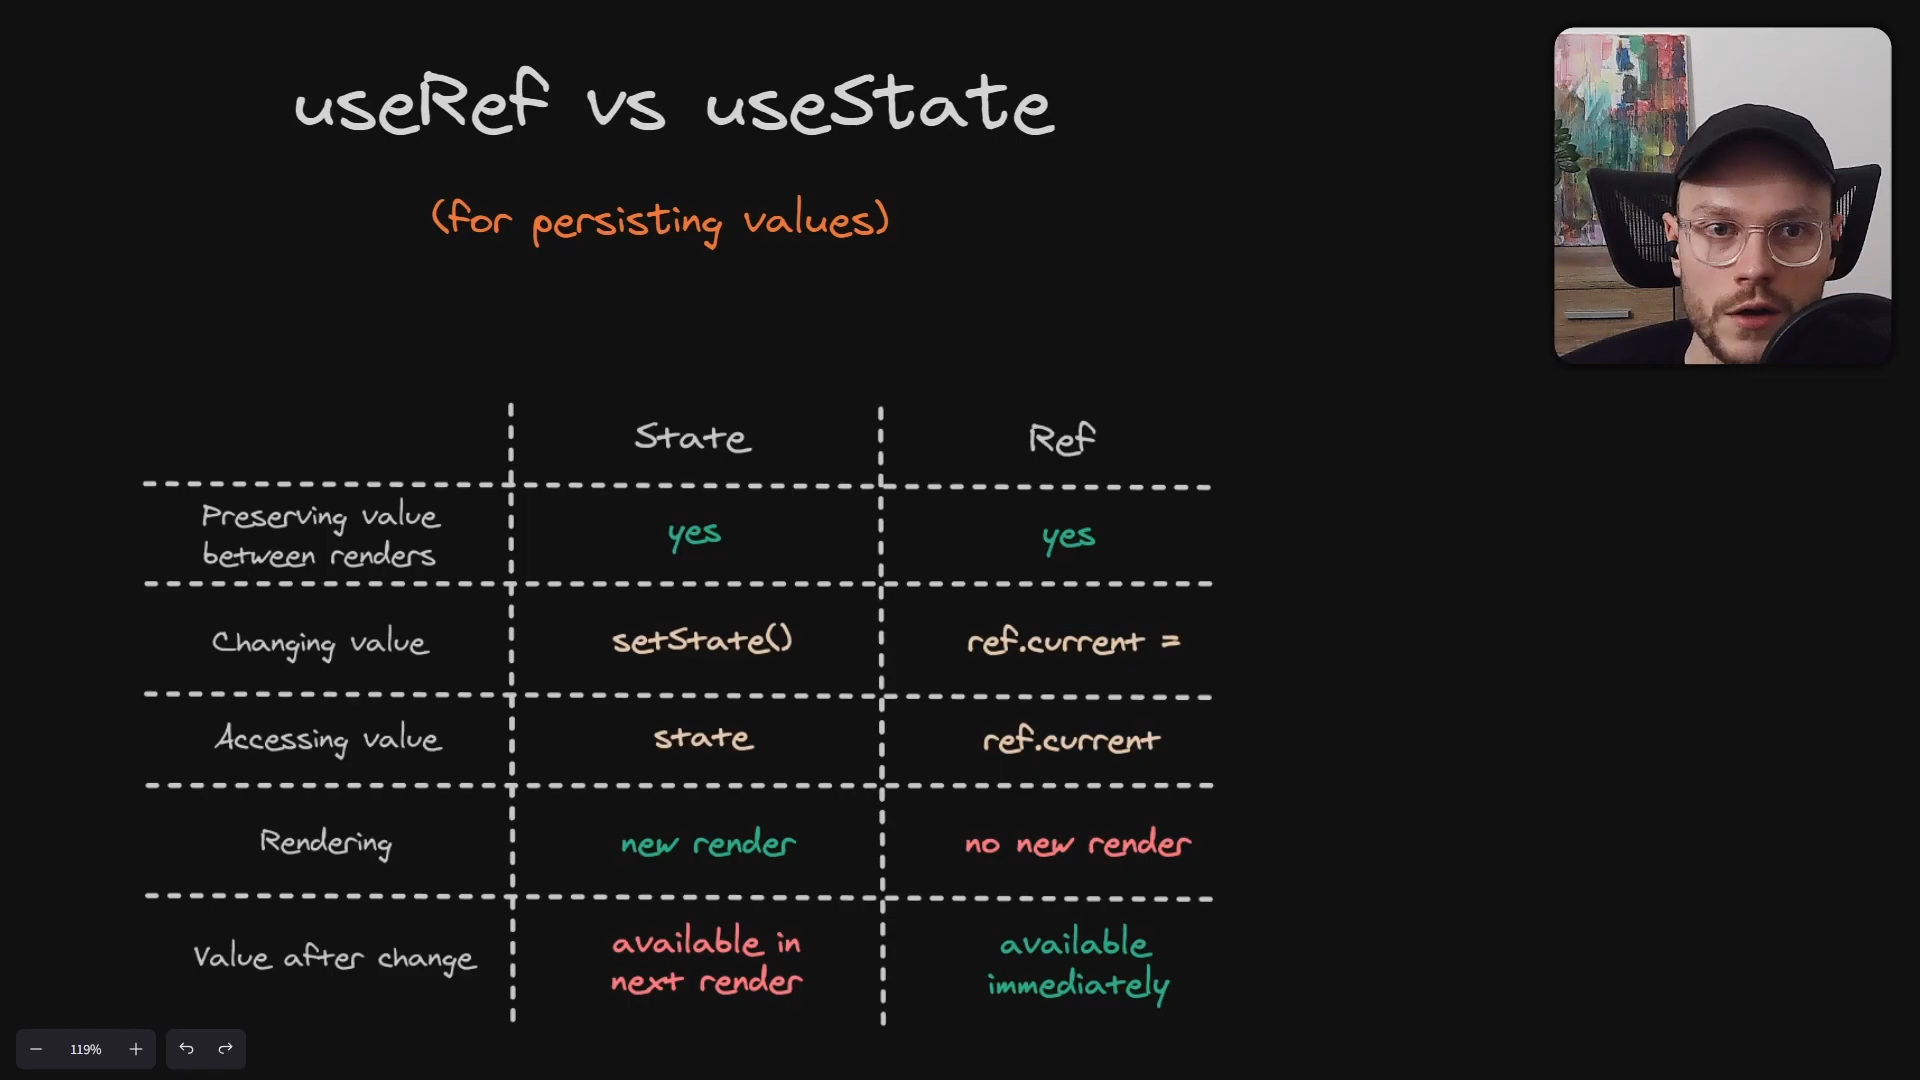 useRef vs useState
(for persisting values)
State Ref
Preserving value
between renders
yes yes
Changing value setState() ref.current =
Accessing value state ref.current
Rendering new render no new render
Value after change
available in
next render
available
immediately
119%